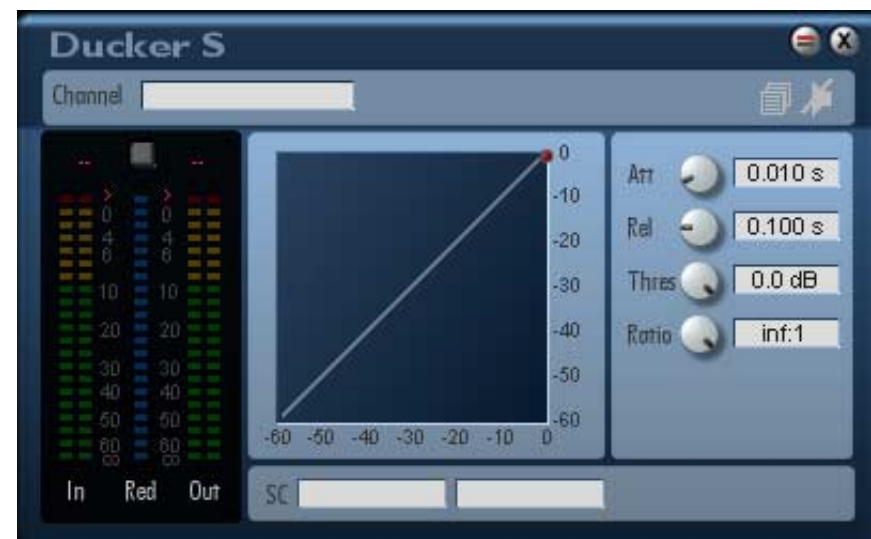 Ducker S
Channel
-- --
> >
0 0
4 4
6 6
10 10
20 20
30 30
40 40
50 50
60 60
∞ ∞
In Red Out
0
-10
-20
-30
-40
-50
-60
-60 -50 -40 -30 -20 -10 0
Att 0.010 s
Rel 0.100 s
Thres 0.0 dB
Ratio inf:1
SC